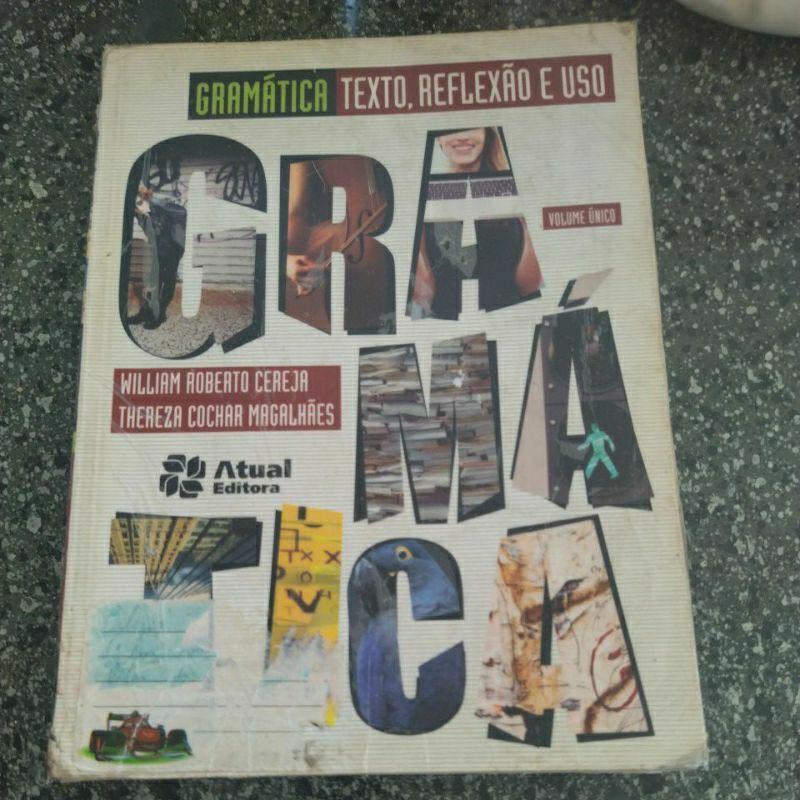 GRAMÁTICA TEXTO, REFLEXÃO E USO
GRA
VOLUME ÚNICO
MÁ
WILLIAM ROBERTO CEREJA
THEREZA COCHAR MAGALHÃES
Atual
Editora
TICA